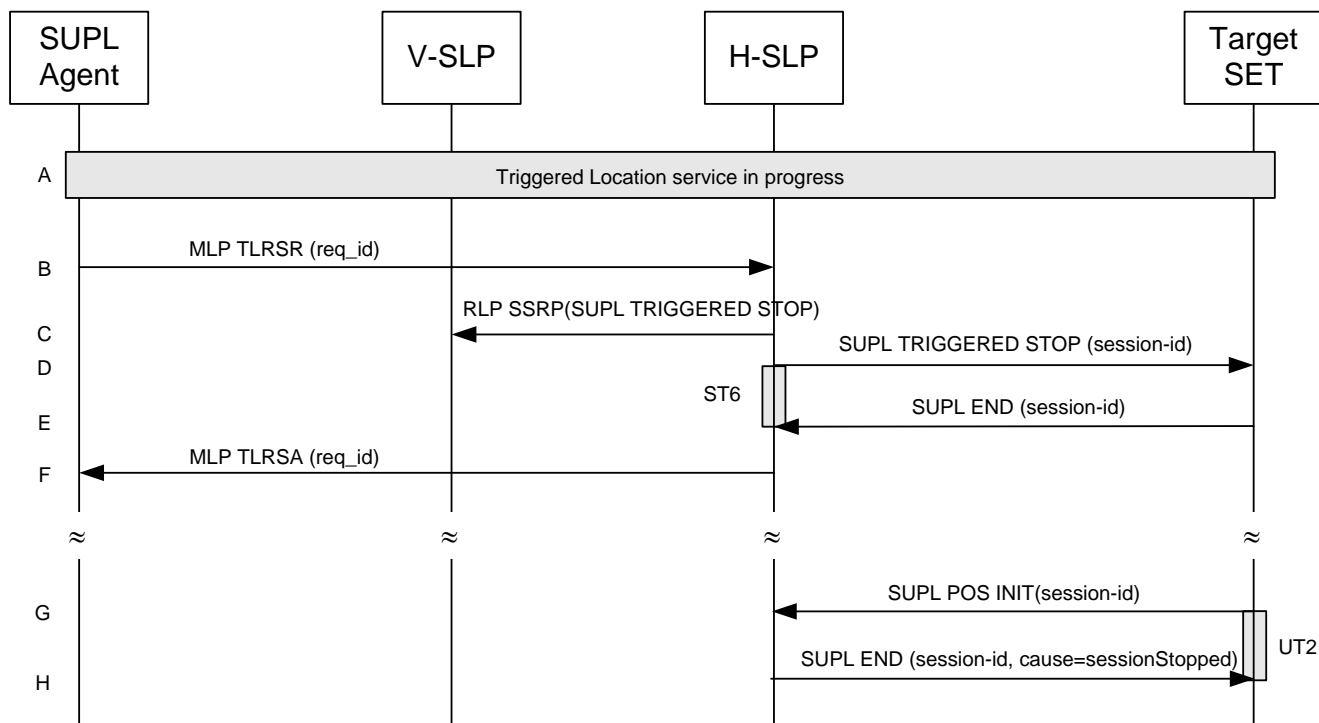 SUPL
Agent
V-SLP
H-SLP
Target
SET
A
Triggered Location service in progress
MLP TLRSR (req_id)
B
RLP SSRP(SUPL TRIGGERED STOP)
C
SUPL TRIGGERED STOP (session-id)
D
ST6
SUPL END (session-id)
E
MLP TLRSA (req_id)
F
≈ ≈ ≈ ≈
SUPL POS INIT(session-id)
G
UT2
SUPL END (session-id, cause=sessionStopped)
H